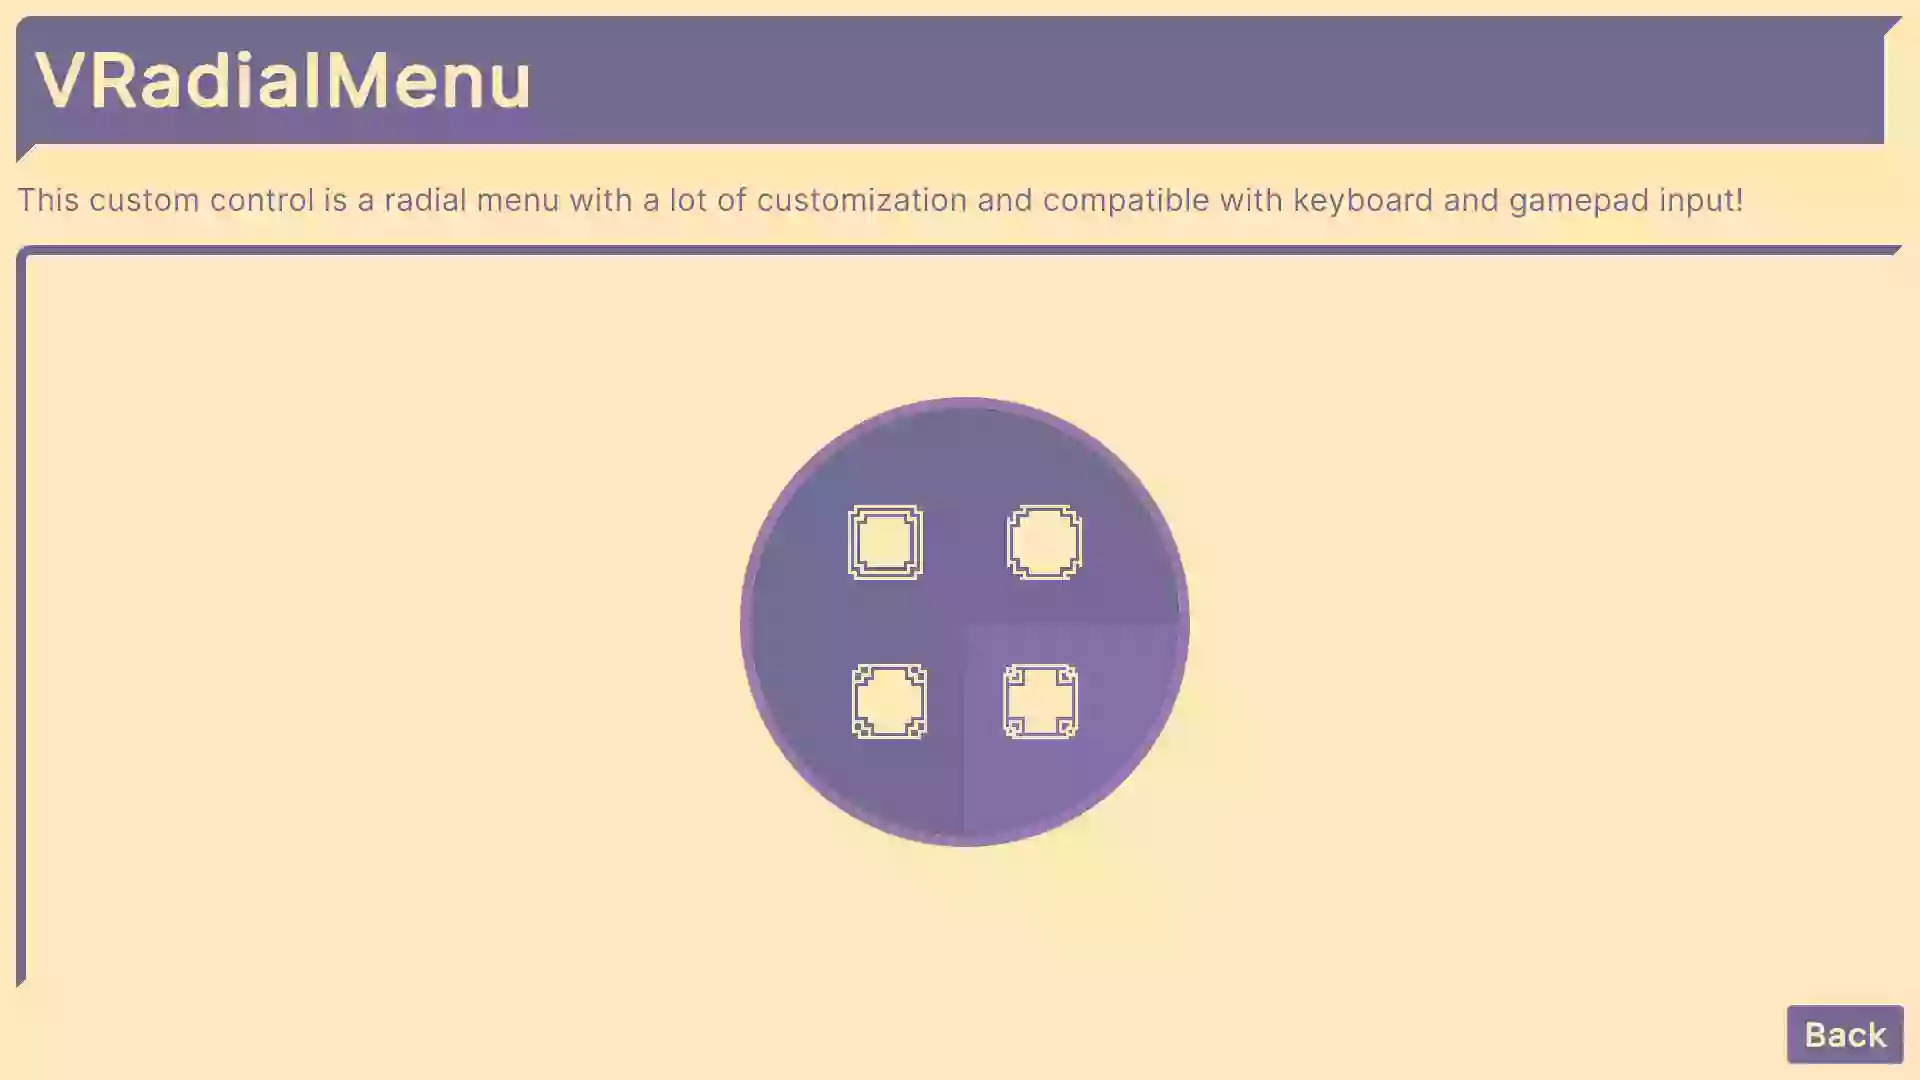 VRadialMenu
This custom control is a radial menu with a lot of customization and compatible with keyboard and gamepad input!
Back